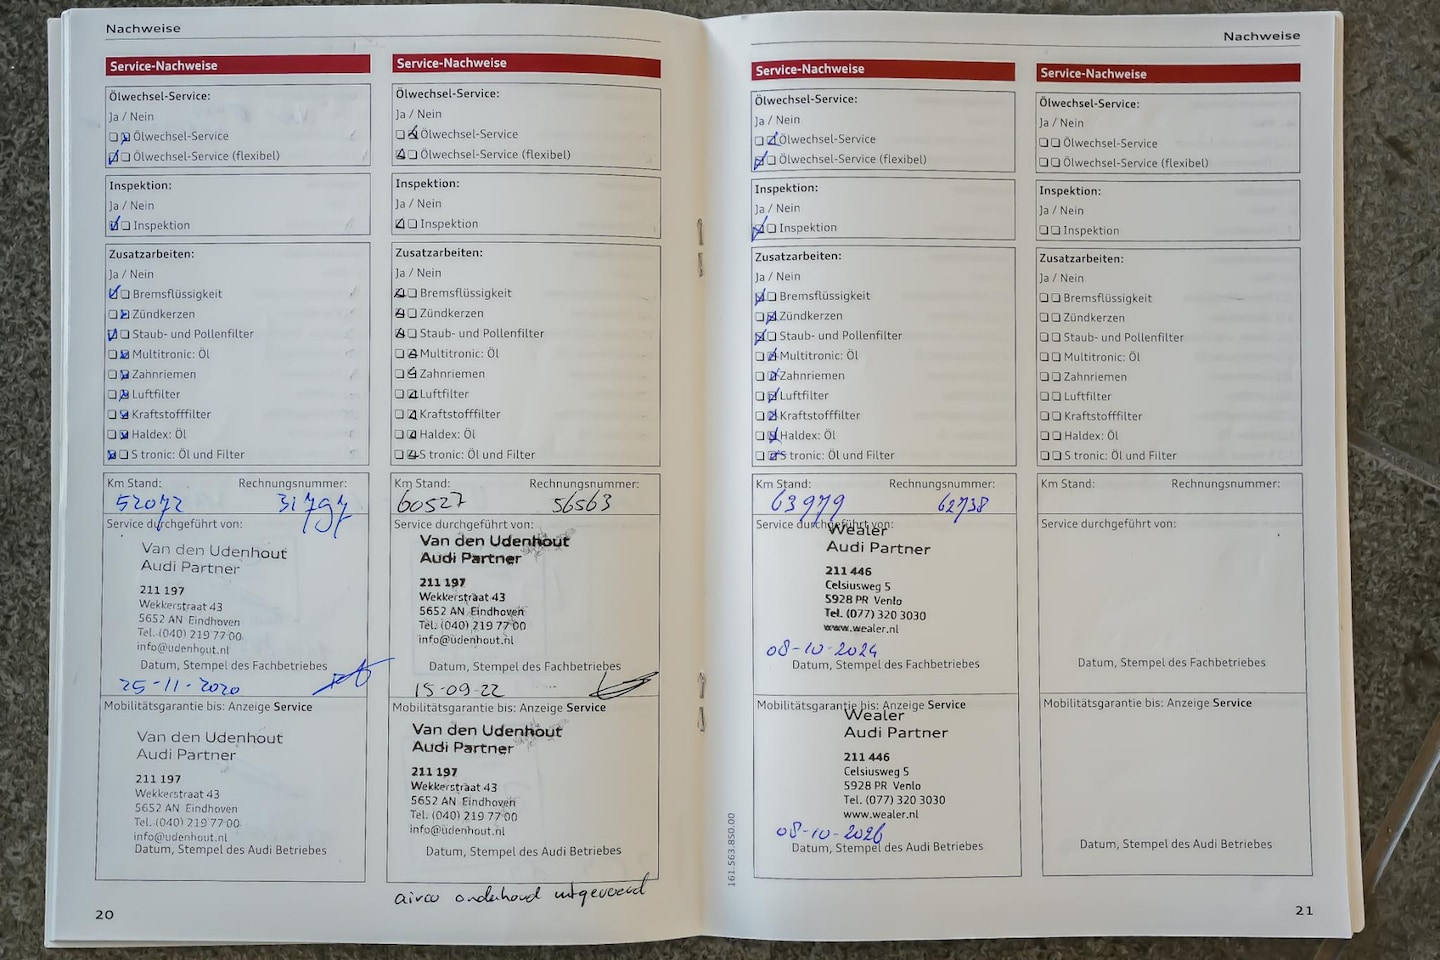 Nachweise
Service-Nachweise
Ölwechsel-Service:
Ja / Nein
Ölwechsel-Service
Ölwechsel-Service (flexibel)
Inspektion:
Ja / Nein
Inspektion
Zusatzarbeiten:
Ja / Nein
Bremsflüssigkeit
Zündkerzen
Staub- und Pollenfilter
Multitronic: Öl
Zahnriemen
Luftfilter
Kraftstofffilter
Haldex: Öl
S tronic: Öl und Filter
Km Stand: Rechnungsnummer:
52072 31797
Service durchgeführt von:
Van den Udenhout
Audi Partner
211 197
Wekkerstraat 43
5652 AN Eindhoven
Tel. (040) 219 77 00
info@udenhout.nl
Datum, Stempel des Fachbetriebes
25-11-2020
Mobilitätsgarantie bis: Anzeige Service
Van den Udenhout
Audi Partner
211 197
Wekkerstraat 43
5652 AN Eindhoven
Tel. (040) 219 77 00
info@udenhout.nl
Datum, Stempel des Audi Betriebes
20
Service-Nachweise
Ölwechsel-Service:
Ja / Nein
Ölwechsel-Service
Ölwechsel-Service (flexibel)
Inspektion:
Ja / Nein
Inspektion
Zusatzarbeiten:
Ja / Nein
Bremsflüssigkeit
Zündkerzen
Staub- und Pollenfilter
Multitronic: Öl
Zahnriemen
Luftfilter
Kraftstofffilter
Haldex: Öl
S tronic: Öl und Filter
Km Stand: Rechnungsnummer:
60527 56563
Service durchgeführt von:
Van den Udenhout
Audi Partner
211 197
Wekkerstraat 43
5652 AN Eindhoven
Tel. (040) 219 77 00
info@udenhout.nl
Datum, Stempel des Fachbetriebes
15-09-22
Mobilitätsgarantie bis: Anzeige Service
Van den Udenhout
Audi Partner
211 197
Wekkerstraat 43
5652 AN Eindhoven
Tel. (040) 219 77 00
info@udenhout.nl
Datum, Stempel des Audi Betriebes
airco onderhoud uitgevoerd
Nachweise
Service-Nachweise
Ölwechsel-Service:
Ja / Nein
Ölwechsel-Service
Ölwechsel-Service (flexibel)
Inspektion:
Ja / Nein
Inspektion
Zusatzarbeiten:
Ja / Nein
Bremsflüssigkeit
Zündkerzen
Staub- und Pollenfilter
Multitronic: Öl
Zahnriemen
Luftfilter
Kraftstofffilter
Haldex: Öl
S tronic: Öl und Filter
Km Stand: Rechnungsnummer:
63979 62738
Service durchgeführt von:
Wealer
Audi Partner
211 446
Celsiusweg 5
5928 PR Venlo
Tel. (077) 320 3030
www.wealer.nl
08-10-2024
Datum, Stempel des Fachbetriebes
Mobilitätsgarantie bis: Anzeige Service
Wealer
Audi Partner
211 446
Celsiusweg 5
5928 PR Venlo
Tel. (077) 320 3030
www.wealer.nl
08-10-2026
Datum, Stempel des Audi Betriebes
161.563.850.00
Service-Nachweise
Ölwechsel-Service:
Ja / Nein
Ölwechsel-Service
Ölwechsel-Service (flexibel)
Inspektion:
Ja / Nein
Inspektion
Zusatzarbeiten:
Ja / Nein
Bremsflüssigkeit
Zündkerzen
Staub- und Pollenfilter
Multitronic: Öl
Zahnriemen
Luftfilter
Kraftstofffilter
Haldex: Öl
S tronic: Öl und Filter
Km Stand: Rechnungsnummer:
Service durchgeführt von:
Datum, Stempel des Fachbetriebes
Mobilitätsgarantie bis: Anzeige Service
Datum, Stempel des Audi Betriebes
21